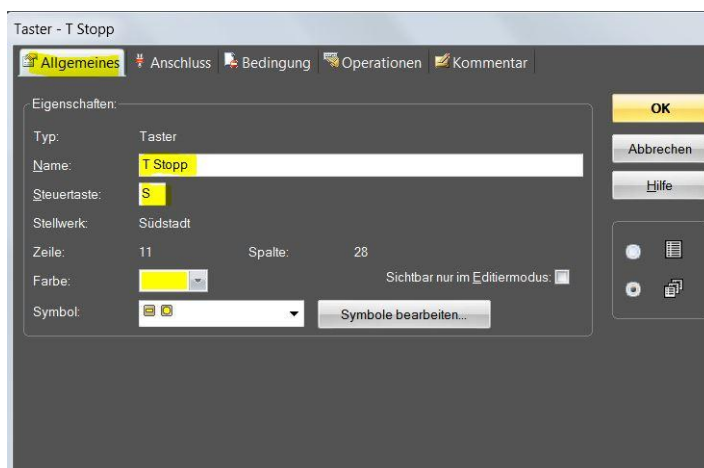 Taster - T Stopp
Allgemeines Anschluss Bedingung Operationen Kommentar
Eigenschaften:
OK
Typ: Taster
Abbrechen
Name: T Stopp
Hilfe
Steuertaste: S
Stellwerk: Südstadt
Zeile: 11 Spalte: 28
Farbe: Sichtbar nur im Editiermodus:
Symbol: Symbole bearbeiten...